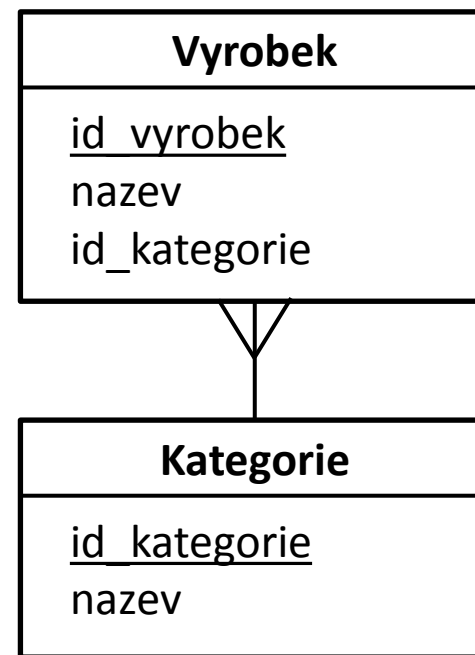 Vyrobek
id_vyrobek
nazev
id_kategorie
Kategorie
id_kategorie
nazev